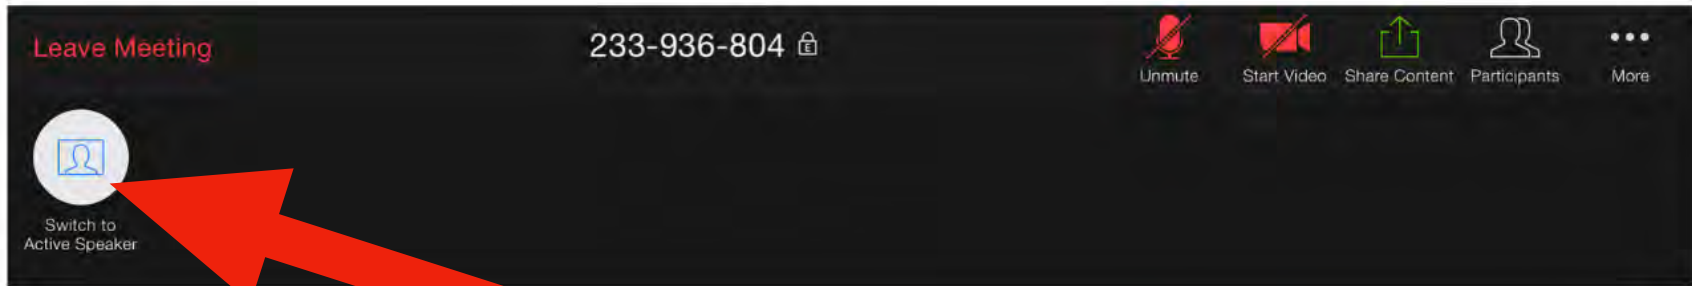 Leave Meeting
233-936-804
Unmute
Start Video
Share Content
Participants
More
Switch to
Active Speaker